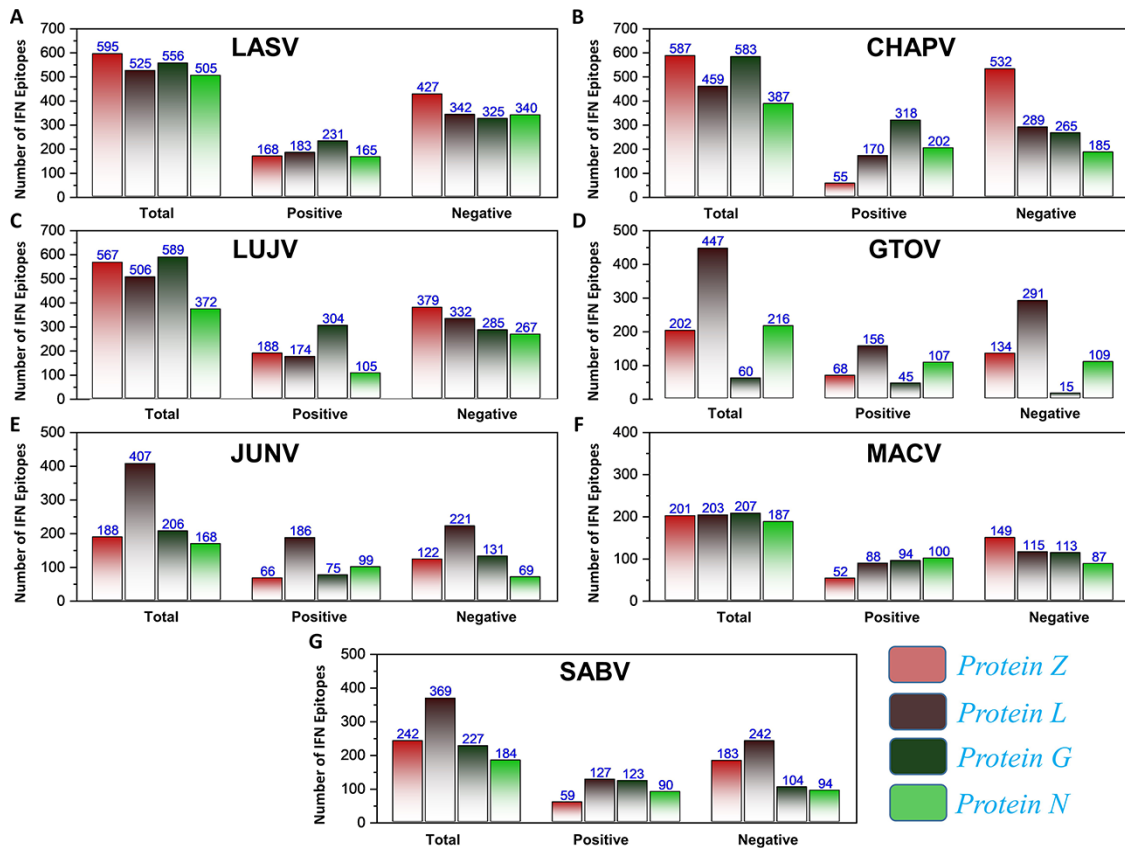 A
Number of IFN Epitopes
700
600
500
400
300
200
100
0
LASV
595
525
556
505
168
183
231
165
427
342
325
340
Total
Positive
Negative
B
Number of IFN Epitopes
700
600
500
400
300
200
100
0
CHAPV
587
459
583
387
55
170
318
202
532
289
265
185
Total
Positive
Negative
C
Number of IFN Epitopes
700
600
500
400
300
200
100
0
LUJV
567
506
589
372
188
174
304
105
379
332
285
267
Total
Positive
Negative
D
Number of IFN Epitopes
500
400
300
200
100
0
GTOV
202
447
60
216
68
156
45
107
134
291
15
109
Total
Positive
Negative
E
Number of IFN Epitopes
500
400
300
200
100
0
JUNV
188
407
206
168
66
186
75
99
122
221
131
69
Total
Positive
Negative
F
Number of IFN Epitopes
400
300
200
100
0
MACV
201
203
207
187
52
88
94
100
149
115
113
87
Total
Positive
Negative
G
Number of IFN Epitopes
500
400
300
200
100
0
SABV
242
369
227
184
59
127
123
90
183
242
104
94
Total
Positive
Negative
Protein Z
Protein L
Protein G
Protein N